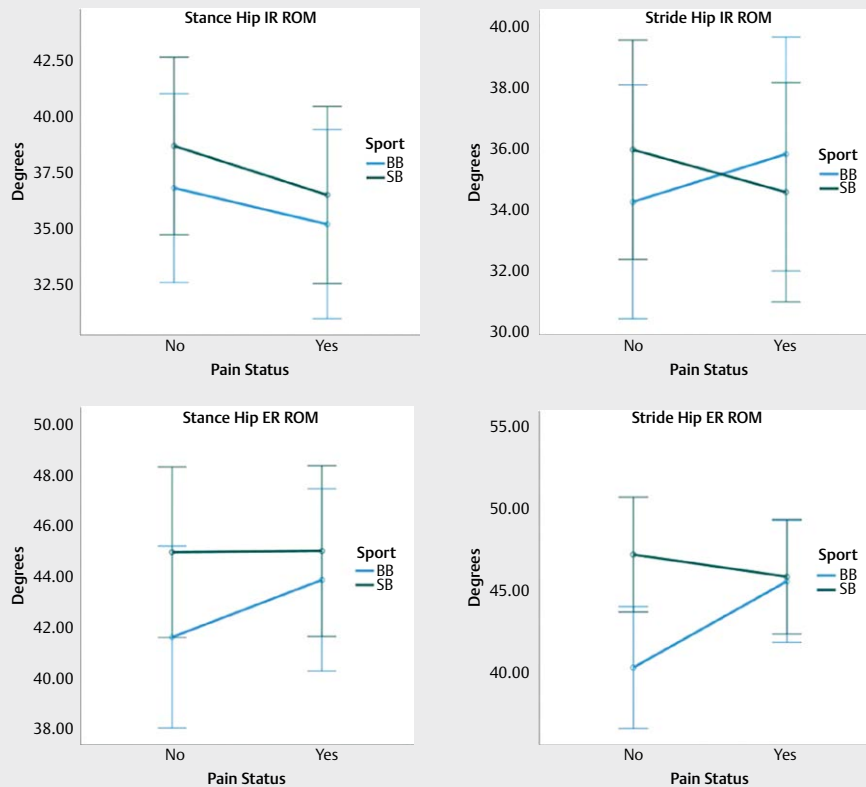 Stance Hip IR ROM
42.50
40.00
37.50
35.00
32.50
Degrees
Sport
BB
SB
No Yes
Pain Status
Stride Hip IR ROM
40.00
38.00
36.00
34.00
32.00
30.00
Degrees
Sport
BB
SB
No Yes
Pain Status
Stance Hip ER ROM
50.00
48.00
46.00
44.00
42.00
40.00
38.00
Degrees
Sport
BB
SB
No Yes
Pain Status
Stride Hip ER ROM
55.00
50.00
45.00
40.00
Degrees
Sport
BB
SB
No Yes
Pain Status